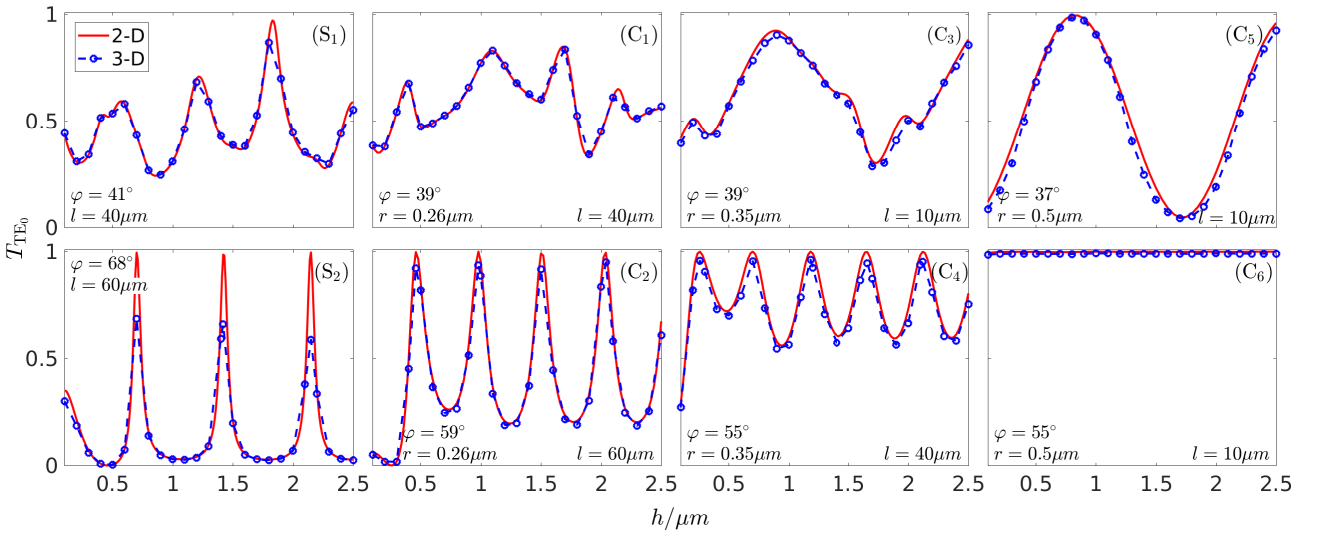 1
0.5
0
T_TE₀
2-D
3-D
(S₁)
φ = 41°
l = 40μm
(C₁)
φ = 39°
r = 0.26μm l = 40μm
(C₃)
φ = 39°
r = 0.35μm l = 10μm
(C₅)
φ = 37°
r = 0.5μm l = 10μm
1
0.5
0
φ = 68°
l = 60μm
(S₂)
(C₂)
φ = 59°
r = 0.26μm l = 60μm
(C₄)
φ = 55°
r = 0.35μm l = 40μm
(C₆)
φ = 55°
r = 0.5μm l = 10μm
0.5 1 1.5 2 2.5 0.5 1 1.5 2 2.5 0.5 1 1.5 2 2.5 0.5 1 1.5 2 2.5
h/μm